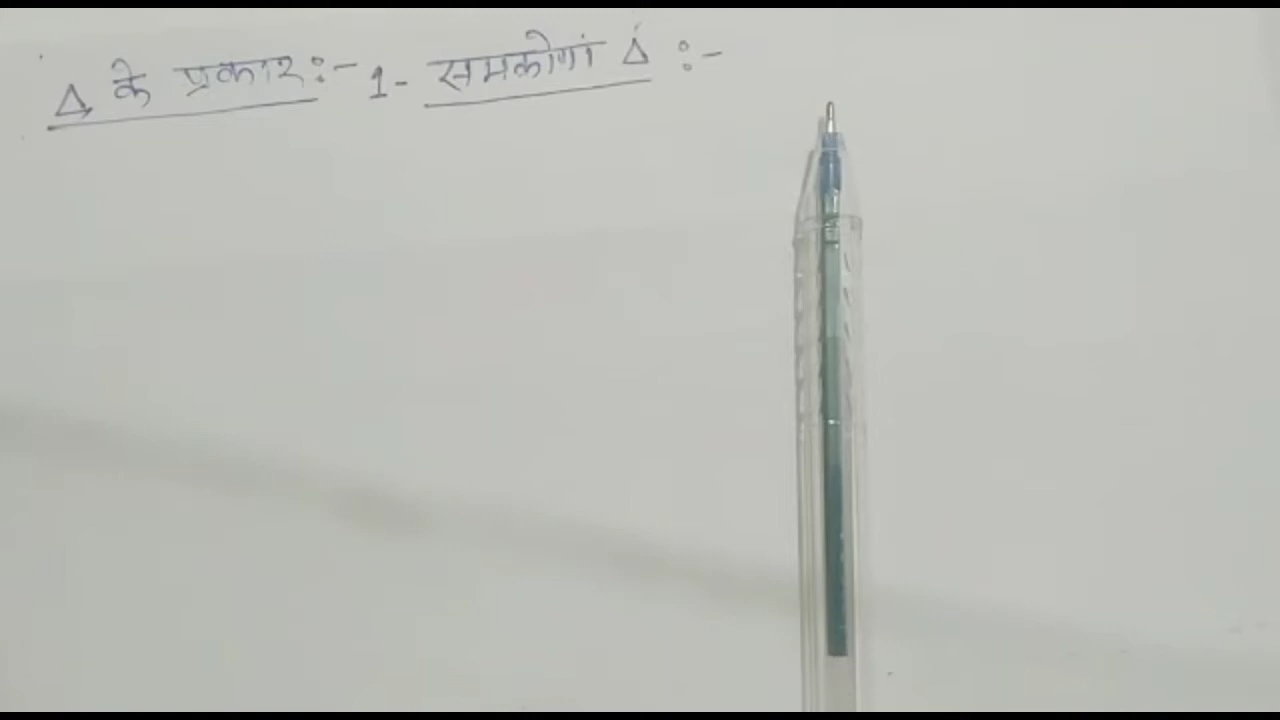 Δ के प्रकार :- 1- समकोणां Δ :-